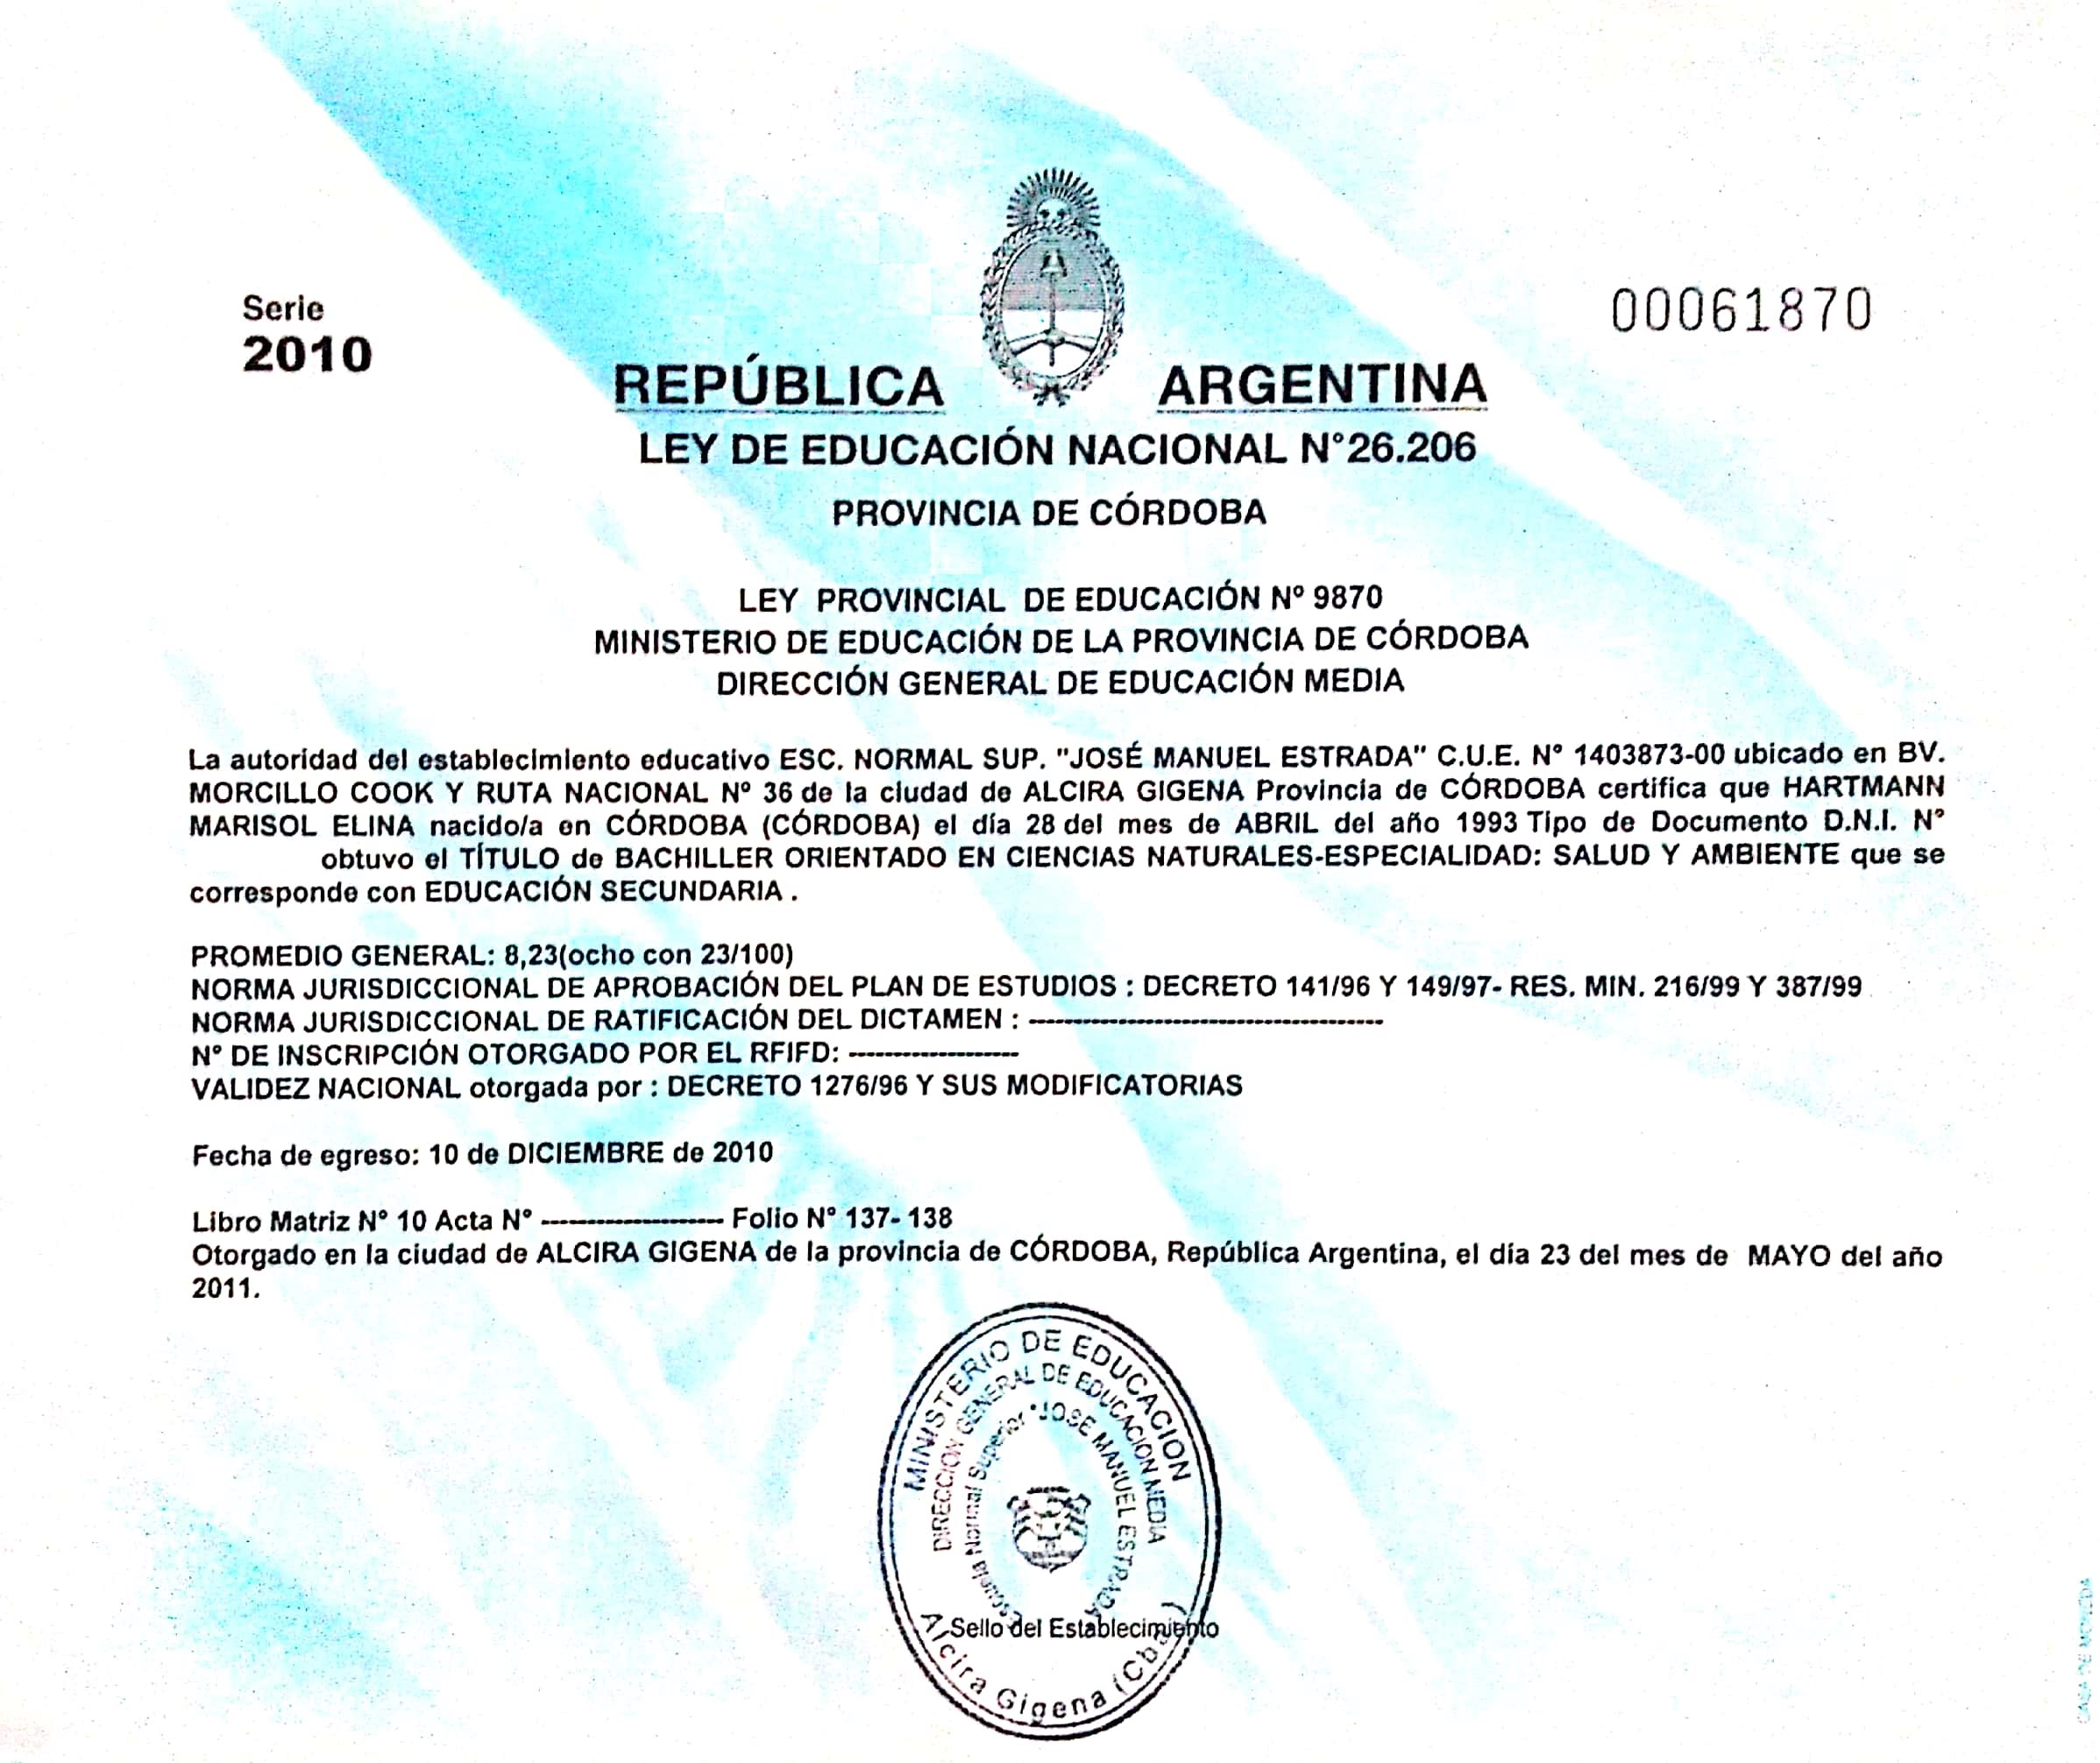 Serie
2010
00061870
REPÚBLICA ARGENTINA
LEY DE EDUCACIÓN NACIONAL N°26.206
PROVINCIA DE CÓRDOBA
LEY PROVINCIAL DE EDUCACIÓN Nº 9870
MINISTERIO DE EDUCACIÓN DE LA PROVINCIA DE CÓRDOBA
DIRECCIÓN GENERAL DE EDUCACIÓN MEDIA
La autoridad del establecimiento educativo ESC. NORMAL SUP. "JOSÉ MANUEL ESTRADA" C.U.E. Nº 1403873-00 ubicado en BV.
MORCILLO COOK Y RUTA NACIONAL Nº 36 de la ciudad de ALCIRA GIGENA Provincia de CÓRDOBA certifica que HARTMANN
MARISOL ELINA nacido/a en CÓRDOBA (CÓRDOBA) el día 28 del mes de ABRIL del año 1993 Tipo de Documento D.N.I. Nº
obtuvo el TÍTULO de BACHILLER ORIENTADO EN CIENCIAS NATURALES-ESPECIALIDAD: SALUD Y AMBIENTE que se
corresponde con EDUCACIÓN SECUNDARIA .
PROMEDIO GENERAL: 8,23(ocho con 23/100)
NORMA JURISDICCIONAL DE APROBACIÓN DEL PLAN DE ESTUDIOS : DECRETO 141/96 Y 149/97- RES. MIN. 216/99 Y 387/99
NORMA JURISDICCIONAL DE RATIFICACIÓN DEL DICTAMEN : ----------------------------------------
Nº DE INSCRIPCIÓN OTORGADO POR EL RFIFD: -------------------
VALIDEZ NACIONAL otorgada por : DECRETO 1276/96 Y SUS MODIFICATORIAS
Fecha de egreso: 10 de DICIEMBRE de 2010
Libro Matriz Nº 10 Acta Nº -------------------- Folio Nº 137- 138
Otorgado en la ciudad de ALCIRA GIGENA de la provincia de CÓRDOBA, República Argentina, el día 23 del mes de MAYO del año
2011.
MINISTERIO DE EDUCACION
DIRECCION GENERAL DE EDUCACION MEDIA
Escuela Normal Superior "JOSE MANUEL ESTRADA
Sello del Establecimiento
Alcira Gigena (Cba)